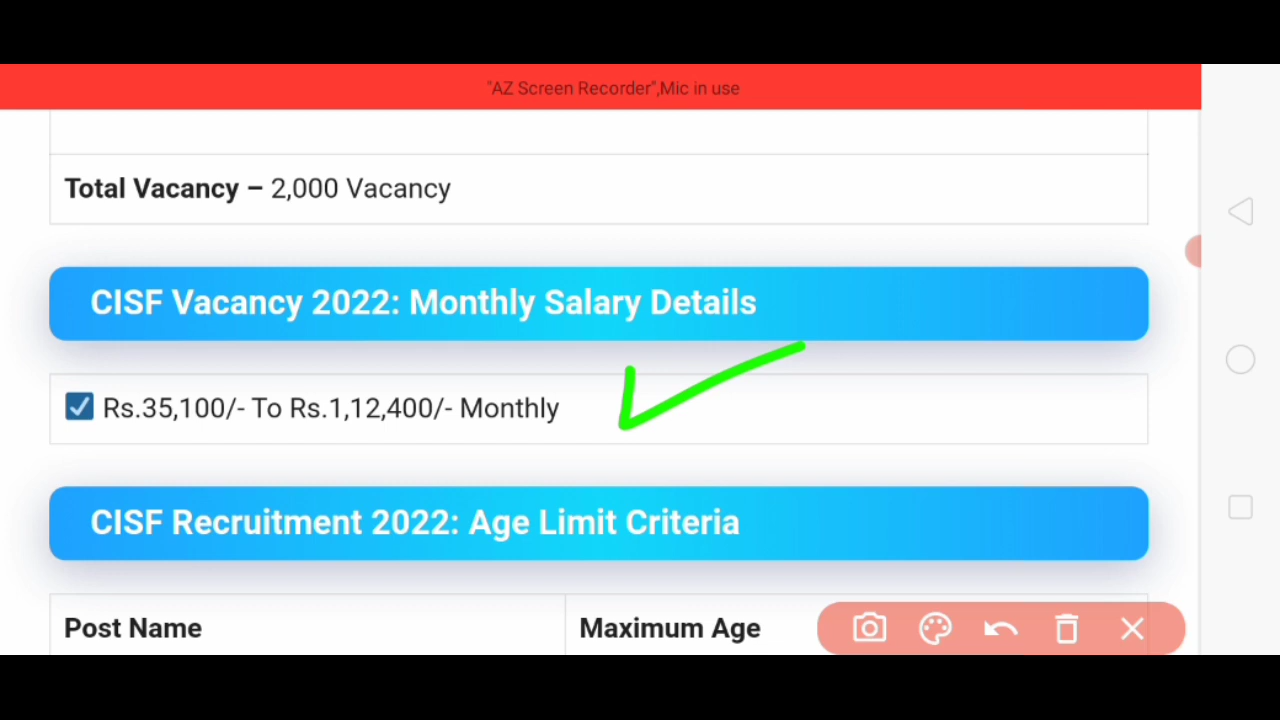 "AZ Screen Recorder",Mic in use
Total Vacancy – 2,000 Vacancy
CISF Vacancy 2022: Monthly Salary Details
Rs.35,100/- To Rs.1,12,400/- Monthly
CISF Recruitment 2022: Age Limit Criteria
Post Name
Maximum Age